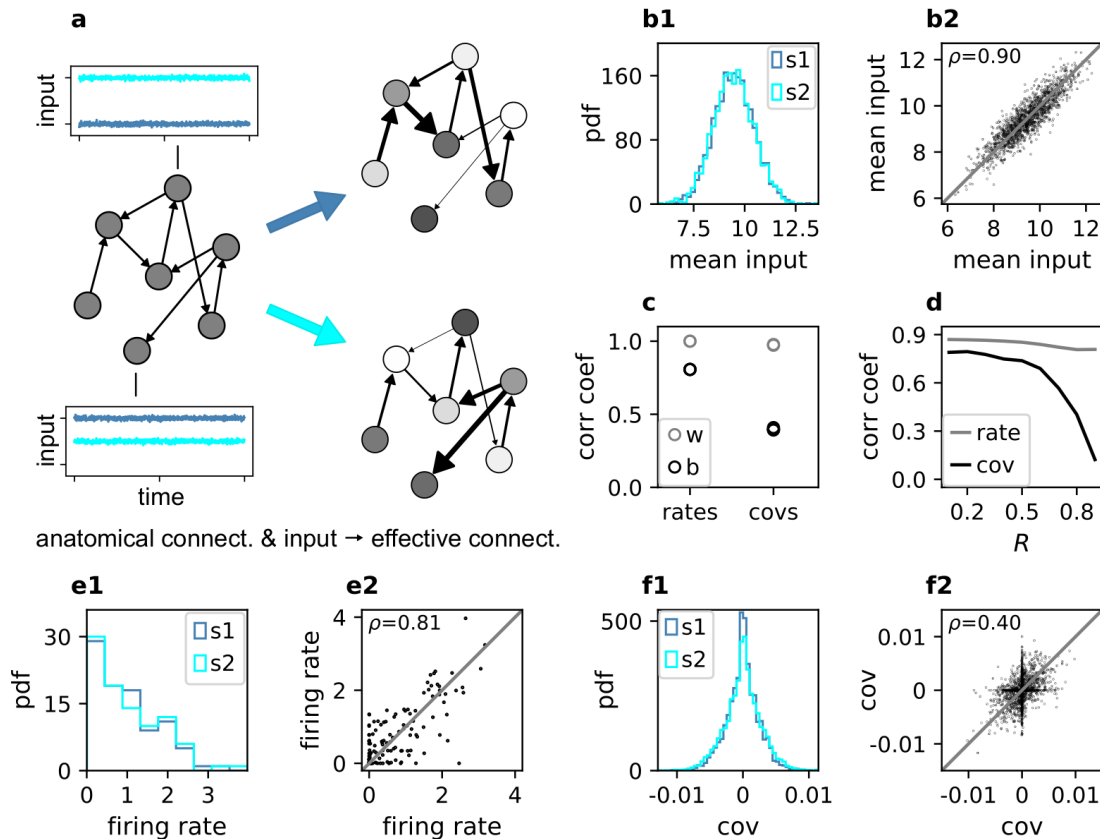 a
input
input
time
anatomical connect. & input → effective connect.
b1
pdf
160
80
0
s1
s2
7.5 10 12.5
mean input
b2
ρ=0.90
mean input
12
10
8
6
6 8 10 12
mean input
c
corr coef
1.0
0.5
0.0
w
b
rates covs
d
corr coef
0.9
0.6
0.3
0.0
rate
cov
0.2 0.5 0.8
R
e1
pdf
30
15
0
s1
s2
0 1 2 3
firing rate
e2
ρ=0.81
firing rate
4
2
0
0 2 4
firing rate
f1
pdf
500
0
s1
s2
-0.01 0 0.01
cov
f2
ρ=0.40
cov
0.01
0
-0.01
-0.01 0 0.01
cov